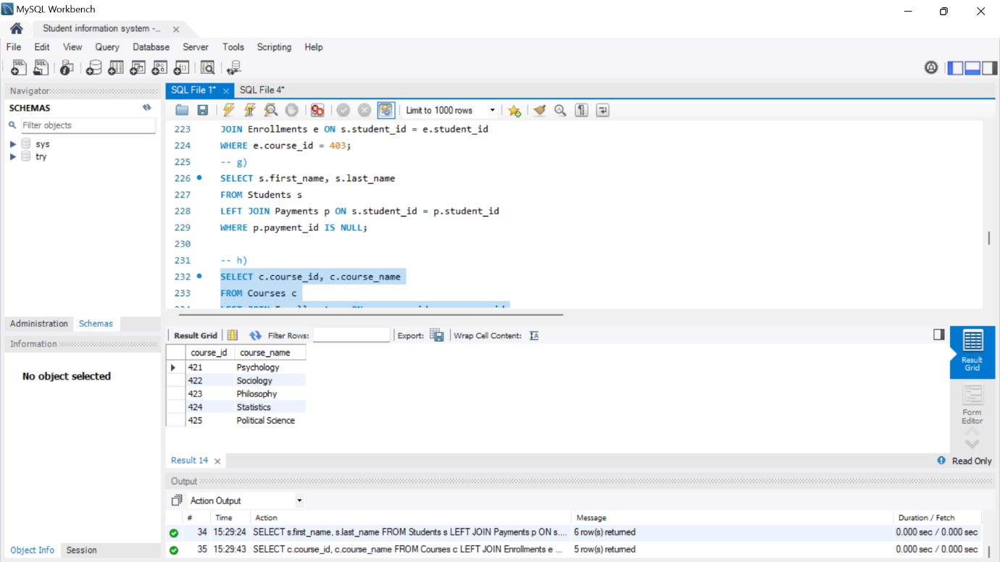 MySQL Workbench
Student information system -...
File Edit View Query Database Server Tools Scripting Help
Navigator
SCHEMAS
Filter objects
sys
try
Administration Schemas
Information
No object selected
Object Info Session
SQL File 1* SQL File 4*
Limit to 1000 rows
223 JOIN Enrollments e ON s.student_id = e.student_id
224 WHERE e.course_id = 403;
225 -- g)
226 SELECT s.first_name, s.last_name
227 FROM Students s
228 LEFT JOIN Payments p ON s.student_id = p.student_id
229 WHERE p.payment_id IS NULL;
230
231 -- h)
232 SELECT c.course_id, c.course_name
233 FROM Courses c
Result Grid Filter Rows: Export: Wrap Cell Content:
course_id course_name
421 Psychology
422 Sociology
423 Philosophy
424 Statistics
425 Political Science
Result Grid
Form Editor
Result 14 Read Only
Output
Action Output
# Time Action Message Duration / Fetch
34 15:29:24 SELECT s.first_name, s.last_name FROM Students s LEFT JOIN Payments p ON s.... 6 row(s) returned 0.000 sec / 0.000 sec
35 15:29:43 SELECT c.course_id, c.course_name FROM Courses c LEFT JOIN Enrollments e ... 5 row(s) returned 0.000 sec / 0.000 sec